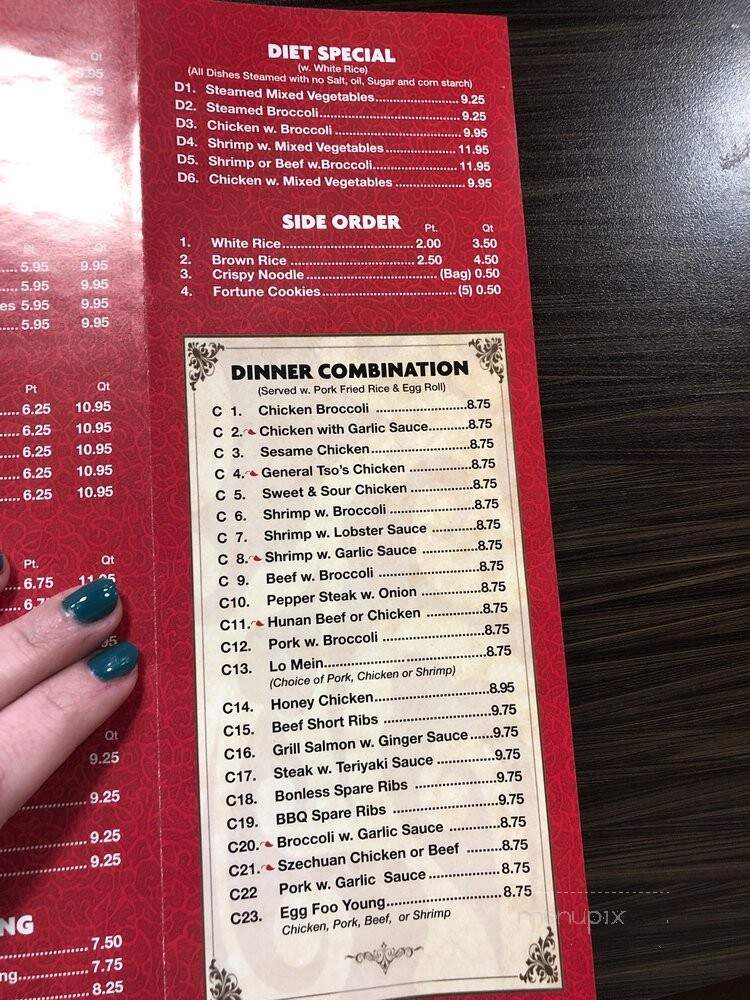 Qt
.95
DIET SPECIAL
(w. White Rice)
(All Dishes Steamed with no Salt, oil, Sugar and corn starch)
D1. Steamed Mixed Vegetables........................ 9.25
D2. Steamed Broccoli........................ 9.25
D3. Chicken w. Broccoli ........................ 9.95
D4. Shrimp w. Mixed Vegetables.................... 11.95
D5. Shrimp or Beef w.Broccoli...................... 11.95
D6. Chicken w. Mixed Vegetables .................. 9.95
SIDE ORDER
Pt. Qt
1. White Rice.............................. 2.00 3.50
2. Brown Rice .............................. 2.50 4.50
3. Crispy Noodle .............................. (Bag) 0.50
4. Fortune Cookies.............................. (5) 0.50
Pt Qt
..... 5.95 9.95
..... 5.95 9.95
es 5.95 9.95
..... 5.95 9.95
Pt Qt
..... 6.25 10.95
..... 6.25 10.95
..... 6.25 10.95
..... 6.25 10.95
..... 6.25 10.95
Pt. Qt
..... 6.75
Qt
9.25
........ 9.25
........ 9.25
........ 9.25
NG
........ 7.50
ng........ 7.75
........ 8.25
DINNER COMBINATION
(Served w. Pork Fried Rice & Egg Roll)
C 1. Chicken Broccoli ........................8.75
C 2. Chicken with Garlic Sauce..........8.75
C 3. Sesame Chicken........................8.75
C 4. General Tso's Chicken ................8.75
C 5. Sweet & Sour Chicken ................8.75
C 6. Shrimp w. Broccoli......................8.75
C 7. Shrimp w. Lobster Sauce ............8.75
C 8. Shrimp w. Garlic Sauce ..............8.75
C 9. Beef w. Broccoli ........................8.75
C10. Pepper Steak w. Onion ..............8.75
C11. Hunan Beef or Chicken ..............8.75
C12. Pork w. Broccoli ........................8.75
C13. Lo Mein....................................8.75
(Choice of Pork, Chicken or Shrimp)
C14. Honey Chicken..........................8.95
C15. Beef Short Ribs ........................9.75
C16. Grill Salmon w. Ginger Sauce......9.75
C17. Steak w. Teriyaki Sauce ..............9.75
C18. Bonless Spare Ribs ....................9.75
C19. BBQ Spare Ribs ........................9.75
C20. Broccoli w. Garlic Sauce ............8.75
C21. Szechuan Chicken or Beef ..........8.75
C22 Pork w. Garlic Sauce ................8.75
C23. Egg Foo Young..........................8.75
Chicken, Pork, Beef, or Shrimp
menupix